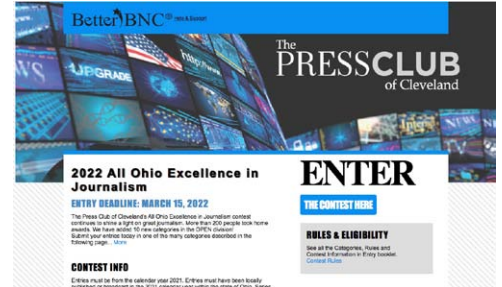 BetterBNC
The
PRESSCLUB
of Cleveland
UPGRADE
http://www.
2022 All Ohio Excellence in
Journalism
ENTRY DEADLINE: MARCH 15, 2022
The Press Club of Cleveland's All Ohio Excellence in Journalism contest
continues to shine a light on great journalism. More than 200 people took home
awards. We have added 10 new categories in the OPEN division!
Submit your entries today in one of the many categories described in the
following page... More
CONTEST INFO
Entries must be from the calendar year 2021. Entries must have been locally
ENTER
THE CONTEST HERE
RULES & ELIGIBILITY
See all the Categories, Rules and
Contest Information in Entry booklet.
Contest Rules